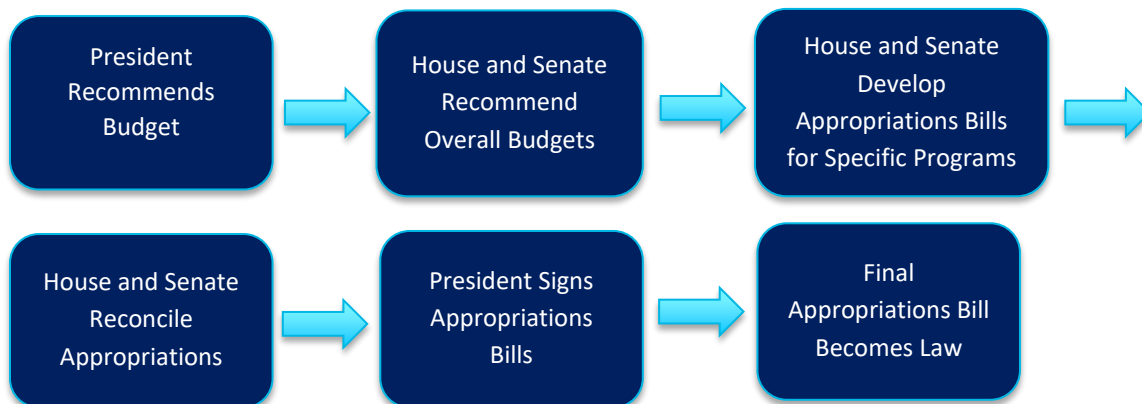 President
Recommends
Budget
House and Senate
Recommend
Overall Budgets
House and Senate
Develop
Appropriations Bills
for Specific Programs
House and Senate
Reconcile
Appropriations
President Signs
Appropriations
Bills
Final
Appropriations Bill
Becomes Law